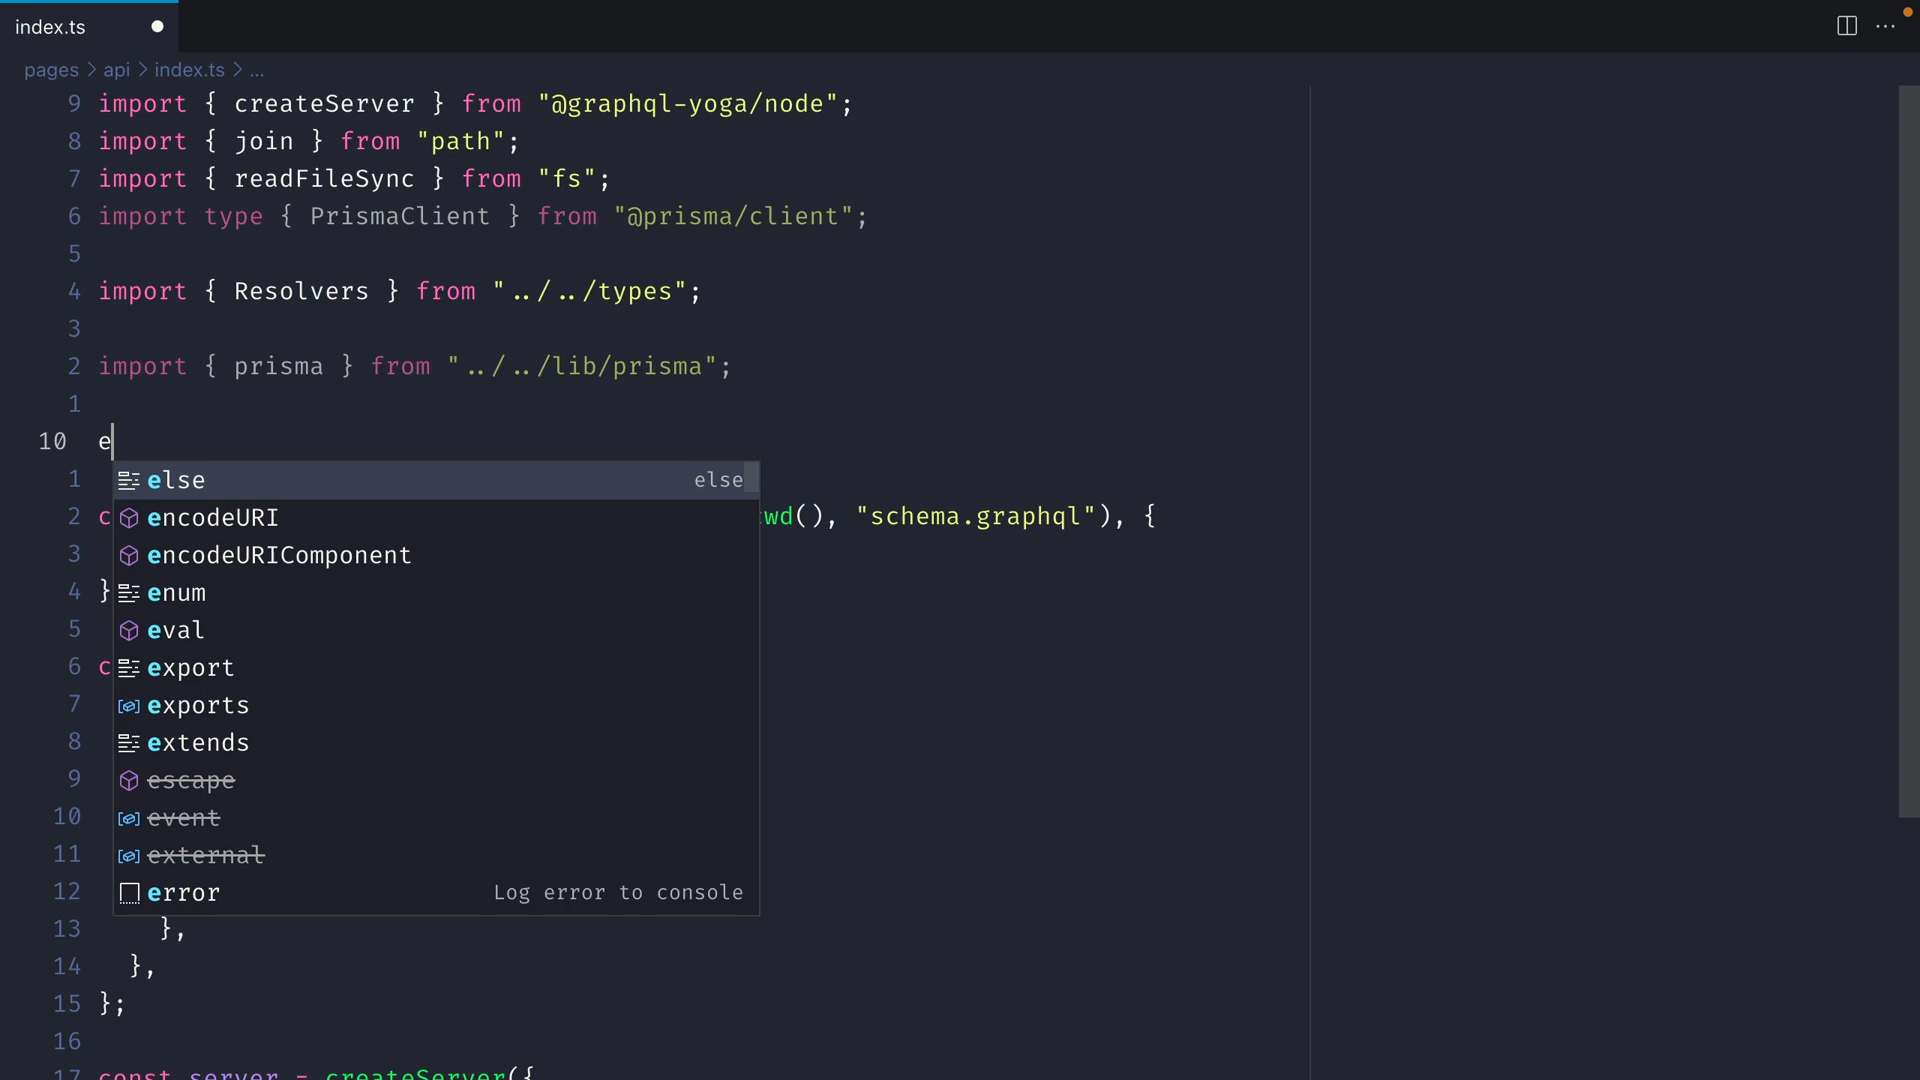 index.ts
pages > api > index.ts > ...
9 import { createServer } from "@graphql-yoga/node";
8 import { join } from "path";
7 import { readFileSync } from "fs";
6 import type { PrismaClient } from "@prisma/client";
5
4 import { Resolvers } from "../../types";
3
2 import { prisma } from "../../lib/prisma";
1
10 e
1 else else
2 c encodeURI wd(), "schema.graphql"), {
3 encodeURIComponent
4 } enum
5 eval
6 c export
7 exports
8 extends
9 escape
10 event
11 external
12 error Log error to console
13 },
14 },
15 };
16
17 const server = createServer({